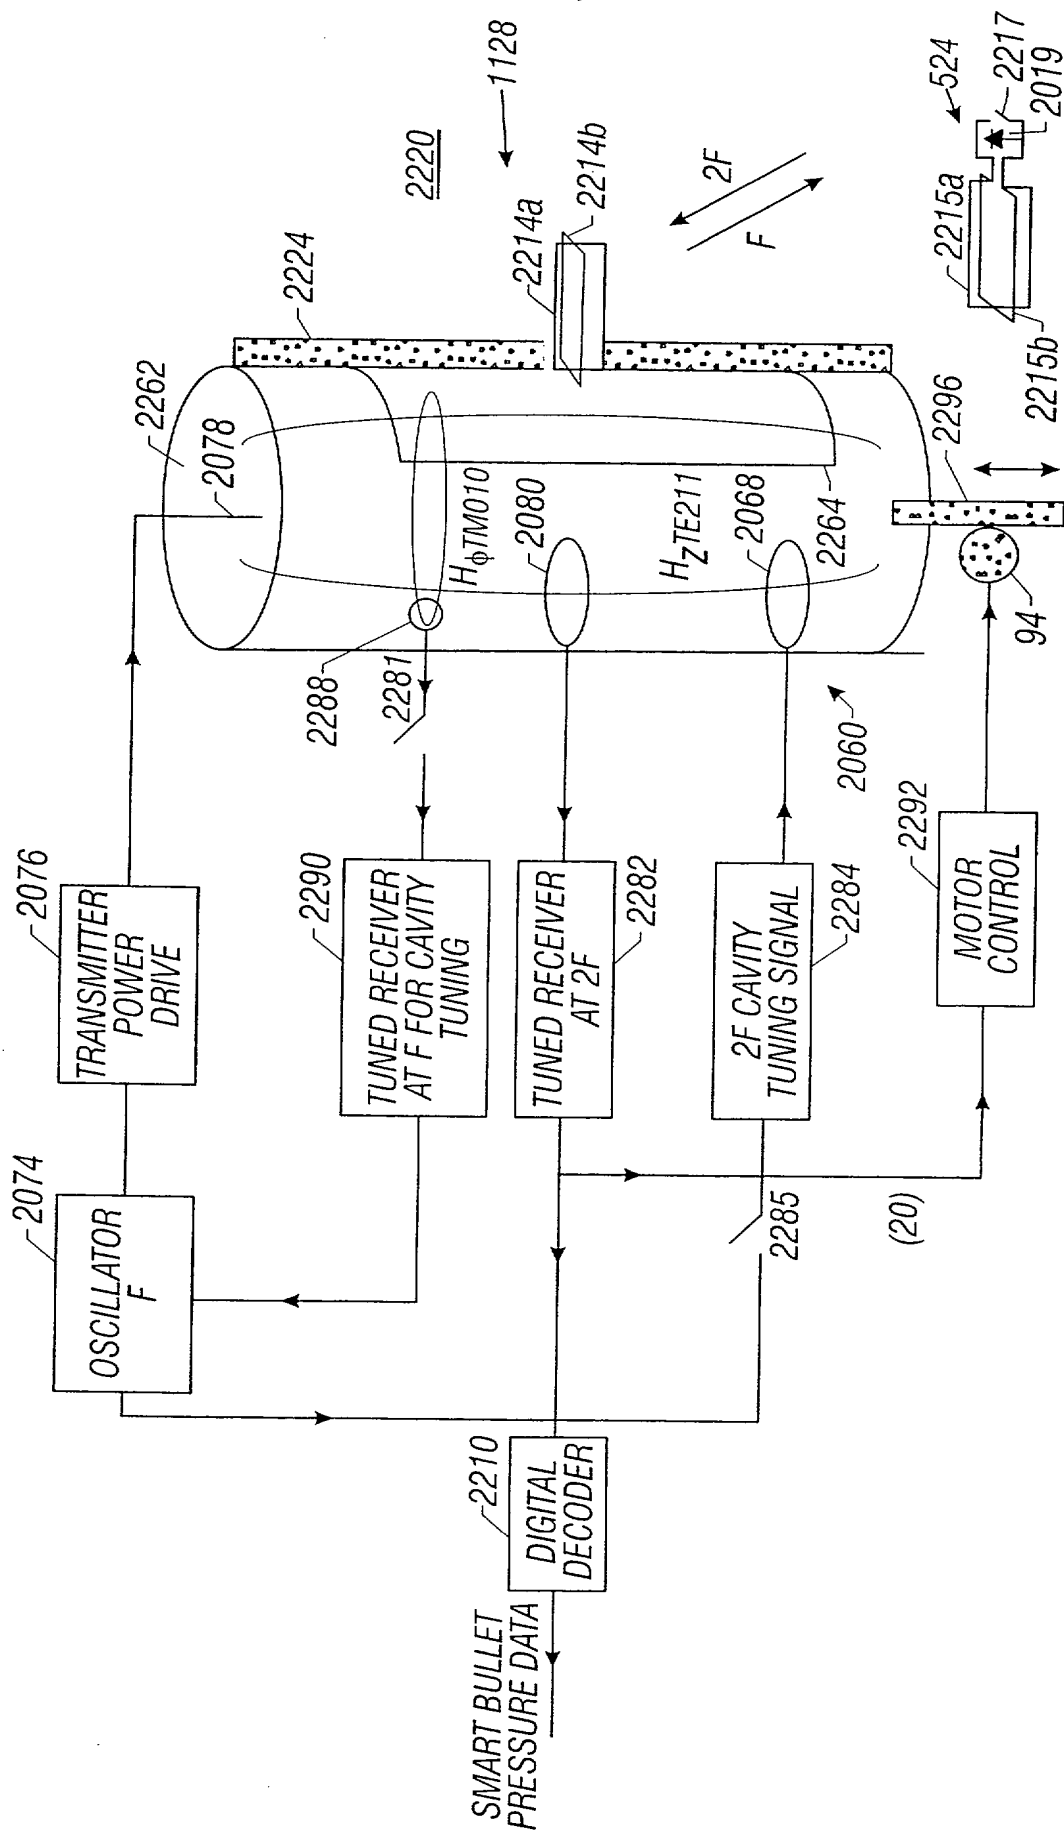 SMART BULLET
PRESSURE DATA
2210
DIGITAL
DECODER
2074
OSCILLATOR
F
2076
TRANSMITTER
POWER
DRIVE
2290
TUNED RECEIVER
AT F FOR CAVITY
TUNING
2282
TUNED RECEIVER
AT 2F
2284
2F CAVITY
TUNING SIGNAL
2285
(20)
2292
MOTOR
CONTROL
2288
2281
2060
94
2262
2078
HϕTM010
2080
HZTE211
2068
2264
2296
2224
2214a
2214b
2220
1128
2F
F
524
2215a
2215b
2217
2019